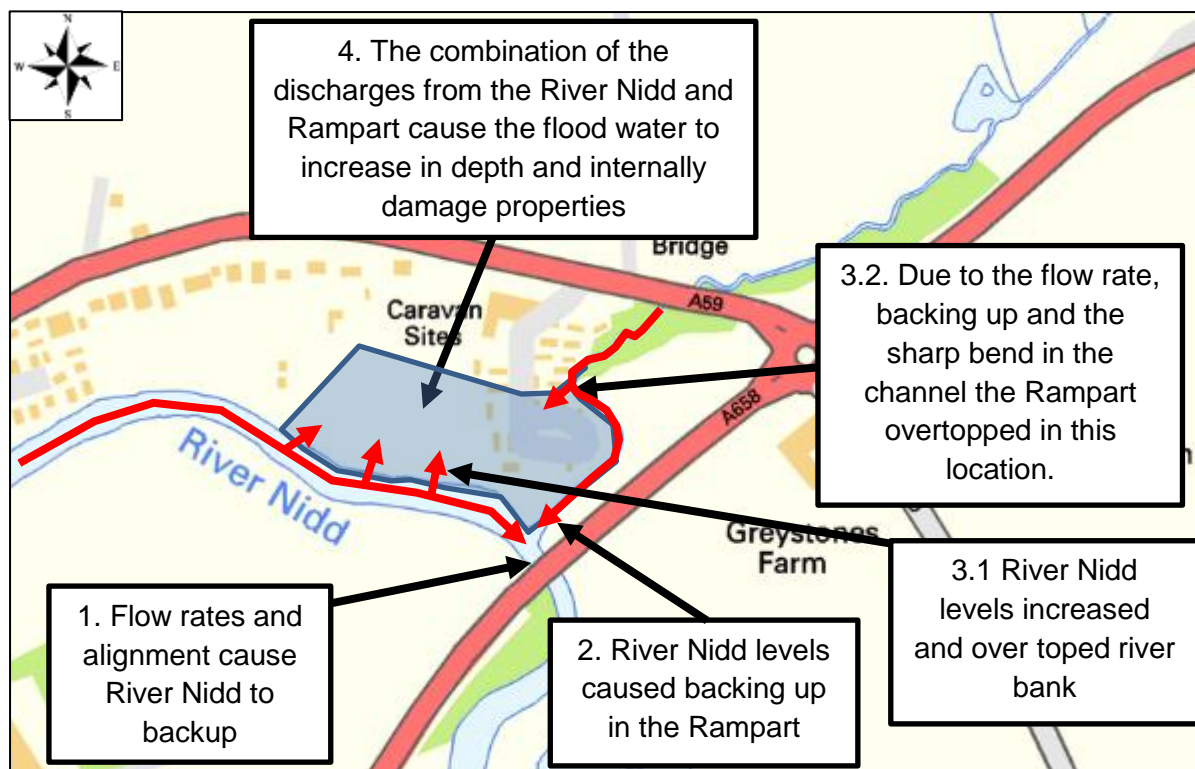 N
W E
S
4. The combination of the
discharges from the River Nidd and
Rampart cause the flood water to
increase in depth and internally
damage properties
Bridge
A59
3.2. Due to the flow rate,
backing up and the
sharp bend in the
channel the Rampart
overtopped in this
location.
Caravan
Sites
A658
River Nidd
Greystones
Farm
1. Flow rates and
alignment cause
River Nidd to
backup
2. River Nidd levels
caused backing up
in the Rampart
3.1 River Nidd
levels increased
and over toped river
bank